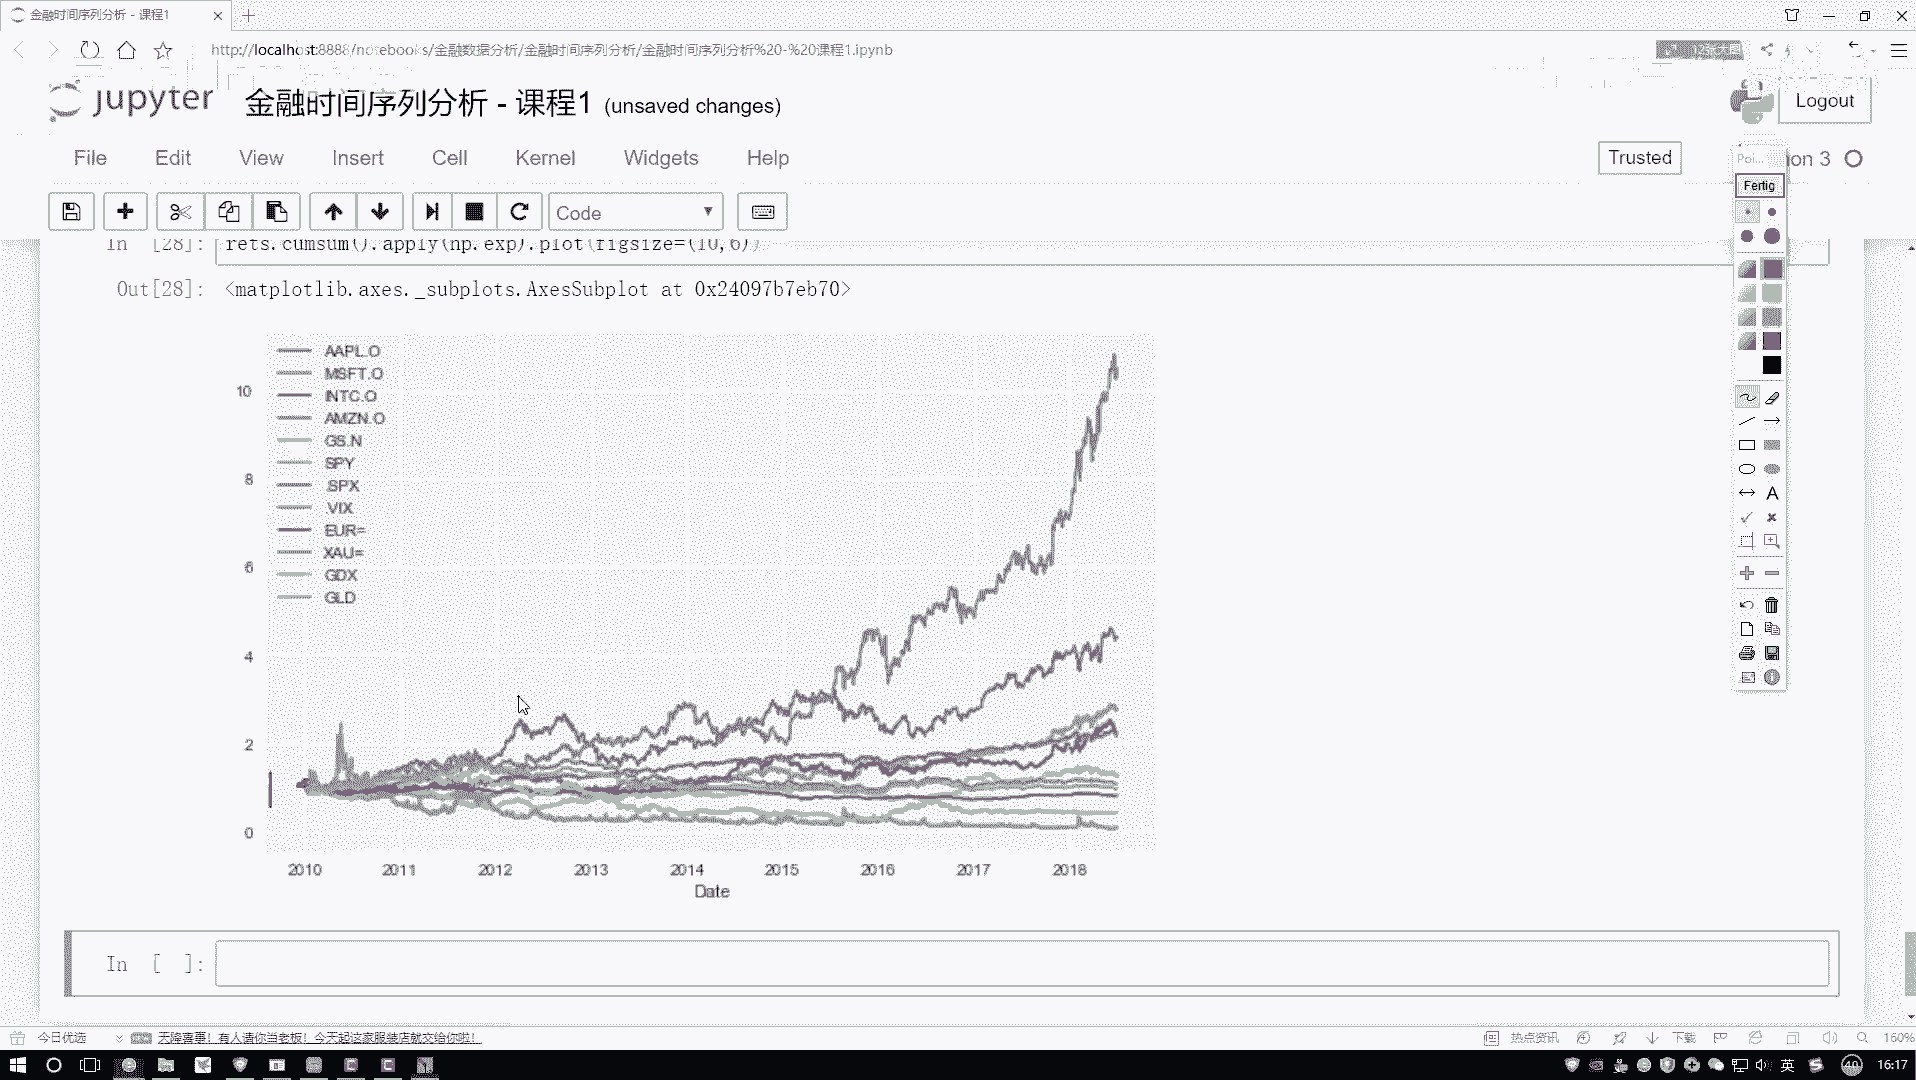 金融时间序列分析 - 课程1
http://localhost:8888/notebooks/金融数据分析/金融时间序列分析/金融时间序列分析%20-%20课程1.ipynb
jupyter 金融时间序列分析 - 课程1 (unsaved changes)
Logout
File Edit View Insert Cell Kernel Widgets Help
Trusted
Poi...
on 3
Fertig
Code
In [28]: rets.cumsum().apply(np.exp).plot(figsize=(10,6))
Out[28]: <matplotlib.axes._subplots.AxesSubplot at 0x24097b7eb70>
AAPL.O
MSFT.O
INTC.O
AMZN.O
GS.N
SPY
.SPX
.VIX
EUR=
XAU=
GDX
GLD
10
8
6
4
2
0
2010 2011 2012 2013 2014 2015 2016 2017 2018
Date
In [ ]:
今日优选
天降喜事！有人请你当老板！今天起这家服装店就交给你啦！
热点资讯
下载
160%
英
40
16:17